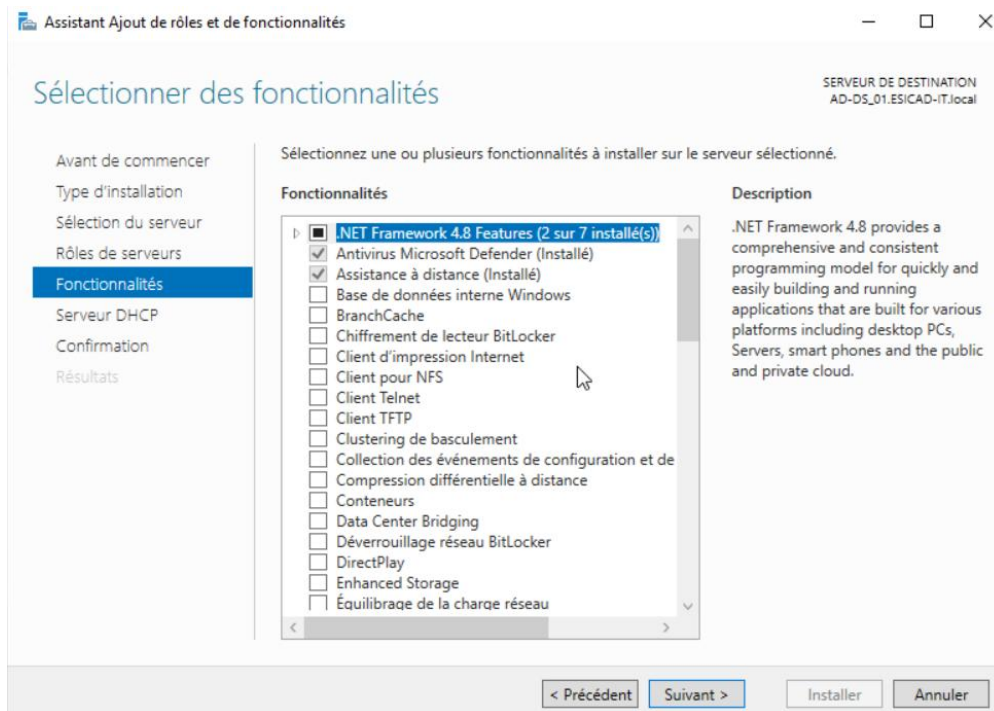 Assistant Ajout de rôles et de fonctionnalités
Sélectionner des fonctionnalités
SERVEUR DE DESTINATION
AD-DS_01.ESICAD-IT.local
Avant de commencer
Type d'installation
Sélection du serveur
Rôles de serveurs
Fonctionnalités
Serveur DHCP
Confirmation
Résultats
Sélectionnez une ou plusieurs fonctionnalités à installer sur le serveur sélectionné.
Fonctionnalités
.NET Framework 4.8 Features (2 sur 7 installé(s))
Antivirus Microsoft Defender (Installé)
Assistance à distance (Installé)
Base de données interne Windows
BranchCache
Chiffrement de lecteur BitLocker
Client d'impression Internet
Client pour NFS
Client Telnet
Client TFTP
Clustering de basculement
Collection des événements de configuration et de
Compression différentielle à distance
Conteneurs
Data Center Bridging
Déverrouillage réseau BitLocker
DirectPlay
Enhanced Storage
Équilibrage de la charge réseau
Description
.NET Framework 4.8 provides a
comprehensive and consistent
programming model for quickly and
easily building and running
applications that are built for various
platforms including desktop PCs,
Servers, smart phones and the public
and private cloud.
< Précédent
Suivant >
Installer
Annuler